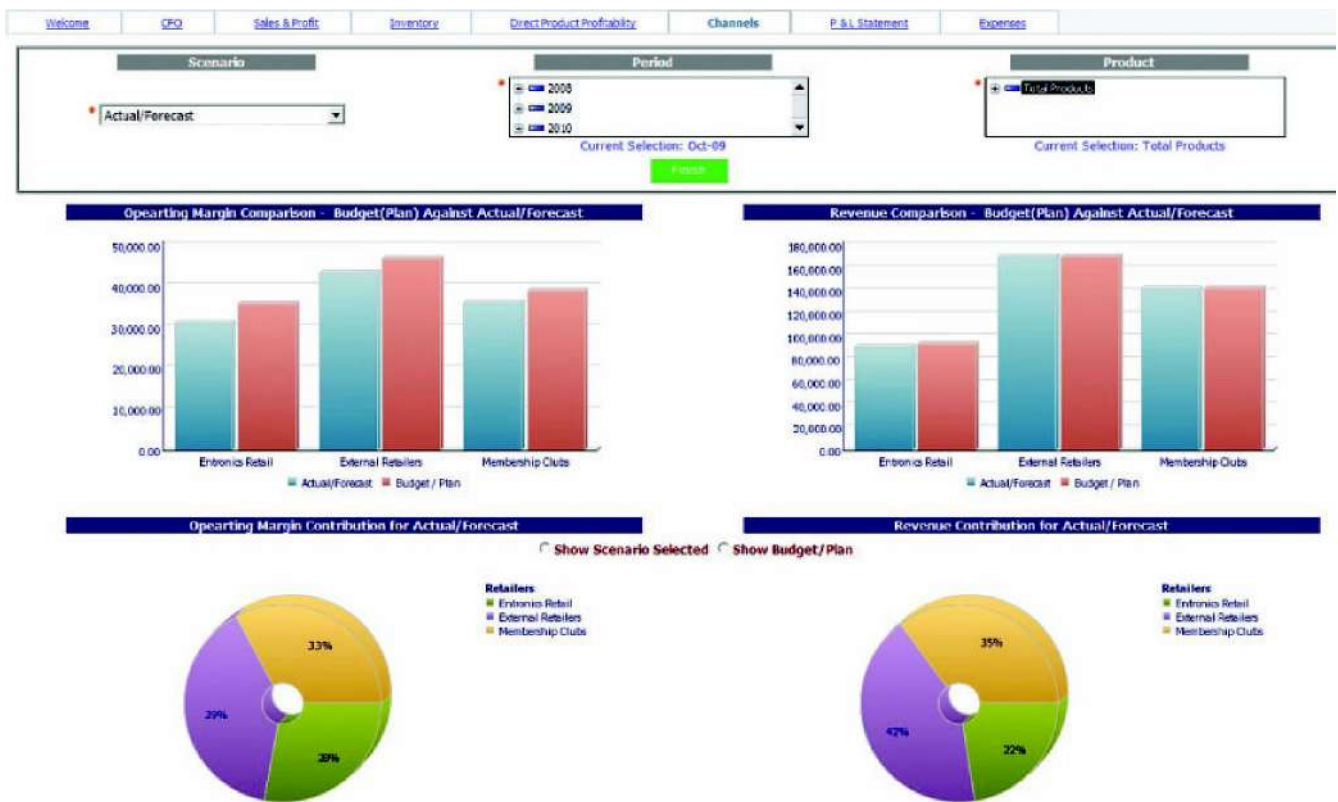 Welcome CFO Sales & Profit Inventory Direct Product Profitability Channels P & L Statement Expenses
Scenario Period Product
Actual/Forecast
2008
2009
2010
Total Products
Current Selection: Oct-09 Current Selection: Total Products
Finish
Opearting Margin Comparison - Budget(Plan) Against Actual/Forecast
50,000.00
40,000.00
30,000.00
20,000.00
10,000.00
0.00
Entronics Retail External Retailers Membership Clubs
Actual/Forecast Budget / Plan
Revenue Comparison - Budget(Plan) Against Actual/Forecast
180,000.00
160,000.00
140,000.00
120,000.00
100,000.00
80,000.00
60,000.00
40,000.00
20,000.00
0.00
Entronics Retail External Retailers Membership Clubs
Actual/Forecast Budget / Plan
Opearting Margin Contribution for Actual/Forecast Revenue Contribution for Actual/Forecast
Show Scenario Selected Show Budget/Plan
Retailers
Entronics Retail
External Retailers
Membership Clubs
33%
28%
Retailers
Entronics Retail
External Retailers
Membership Clubs
35%
42%
22%